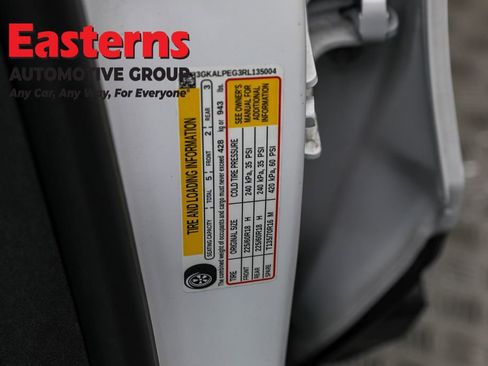 Easterns
AUTOMOTIVE GROUP
Any Car, Any Way, For Everyone
3GKALPEG3RL135004
TIRE AND LOADING INFORMATION
SEATING CAPACITY TOTAL 5 FRONT 2 REAR 3
The combined weight of occupants and cargo must never exceed 428 kg or 943 lbs.
TIRE ORIGINAL SIZE COLD TIRE PRESSURE
FRONT 225/60R18 H 240 kPa, 35 PSI
REAR 225/60R18 H 240 kPa, 35 PSI
SPARE T135/70R16 M 420 kPa, 60 PSI
SEE OWNER'S
MANUAL FOR
ADDITIONAL
INFORMATION